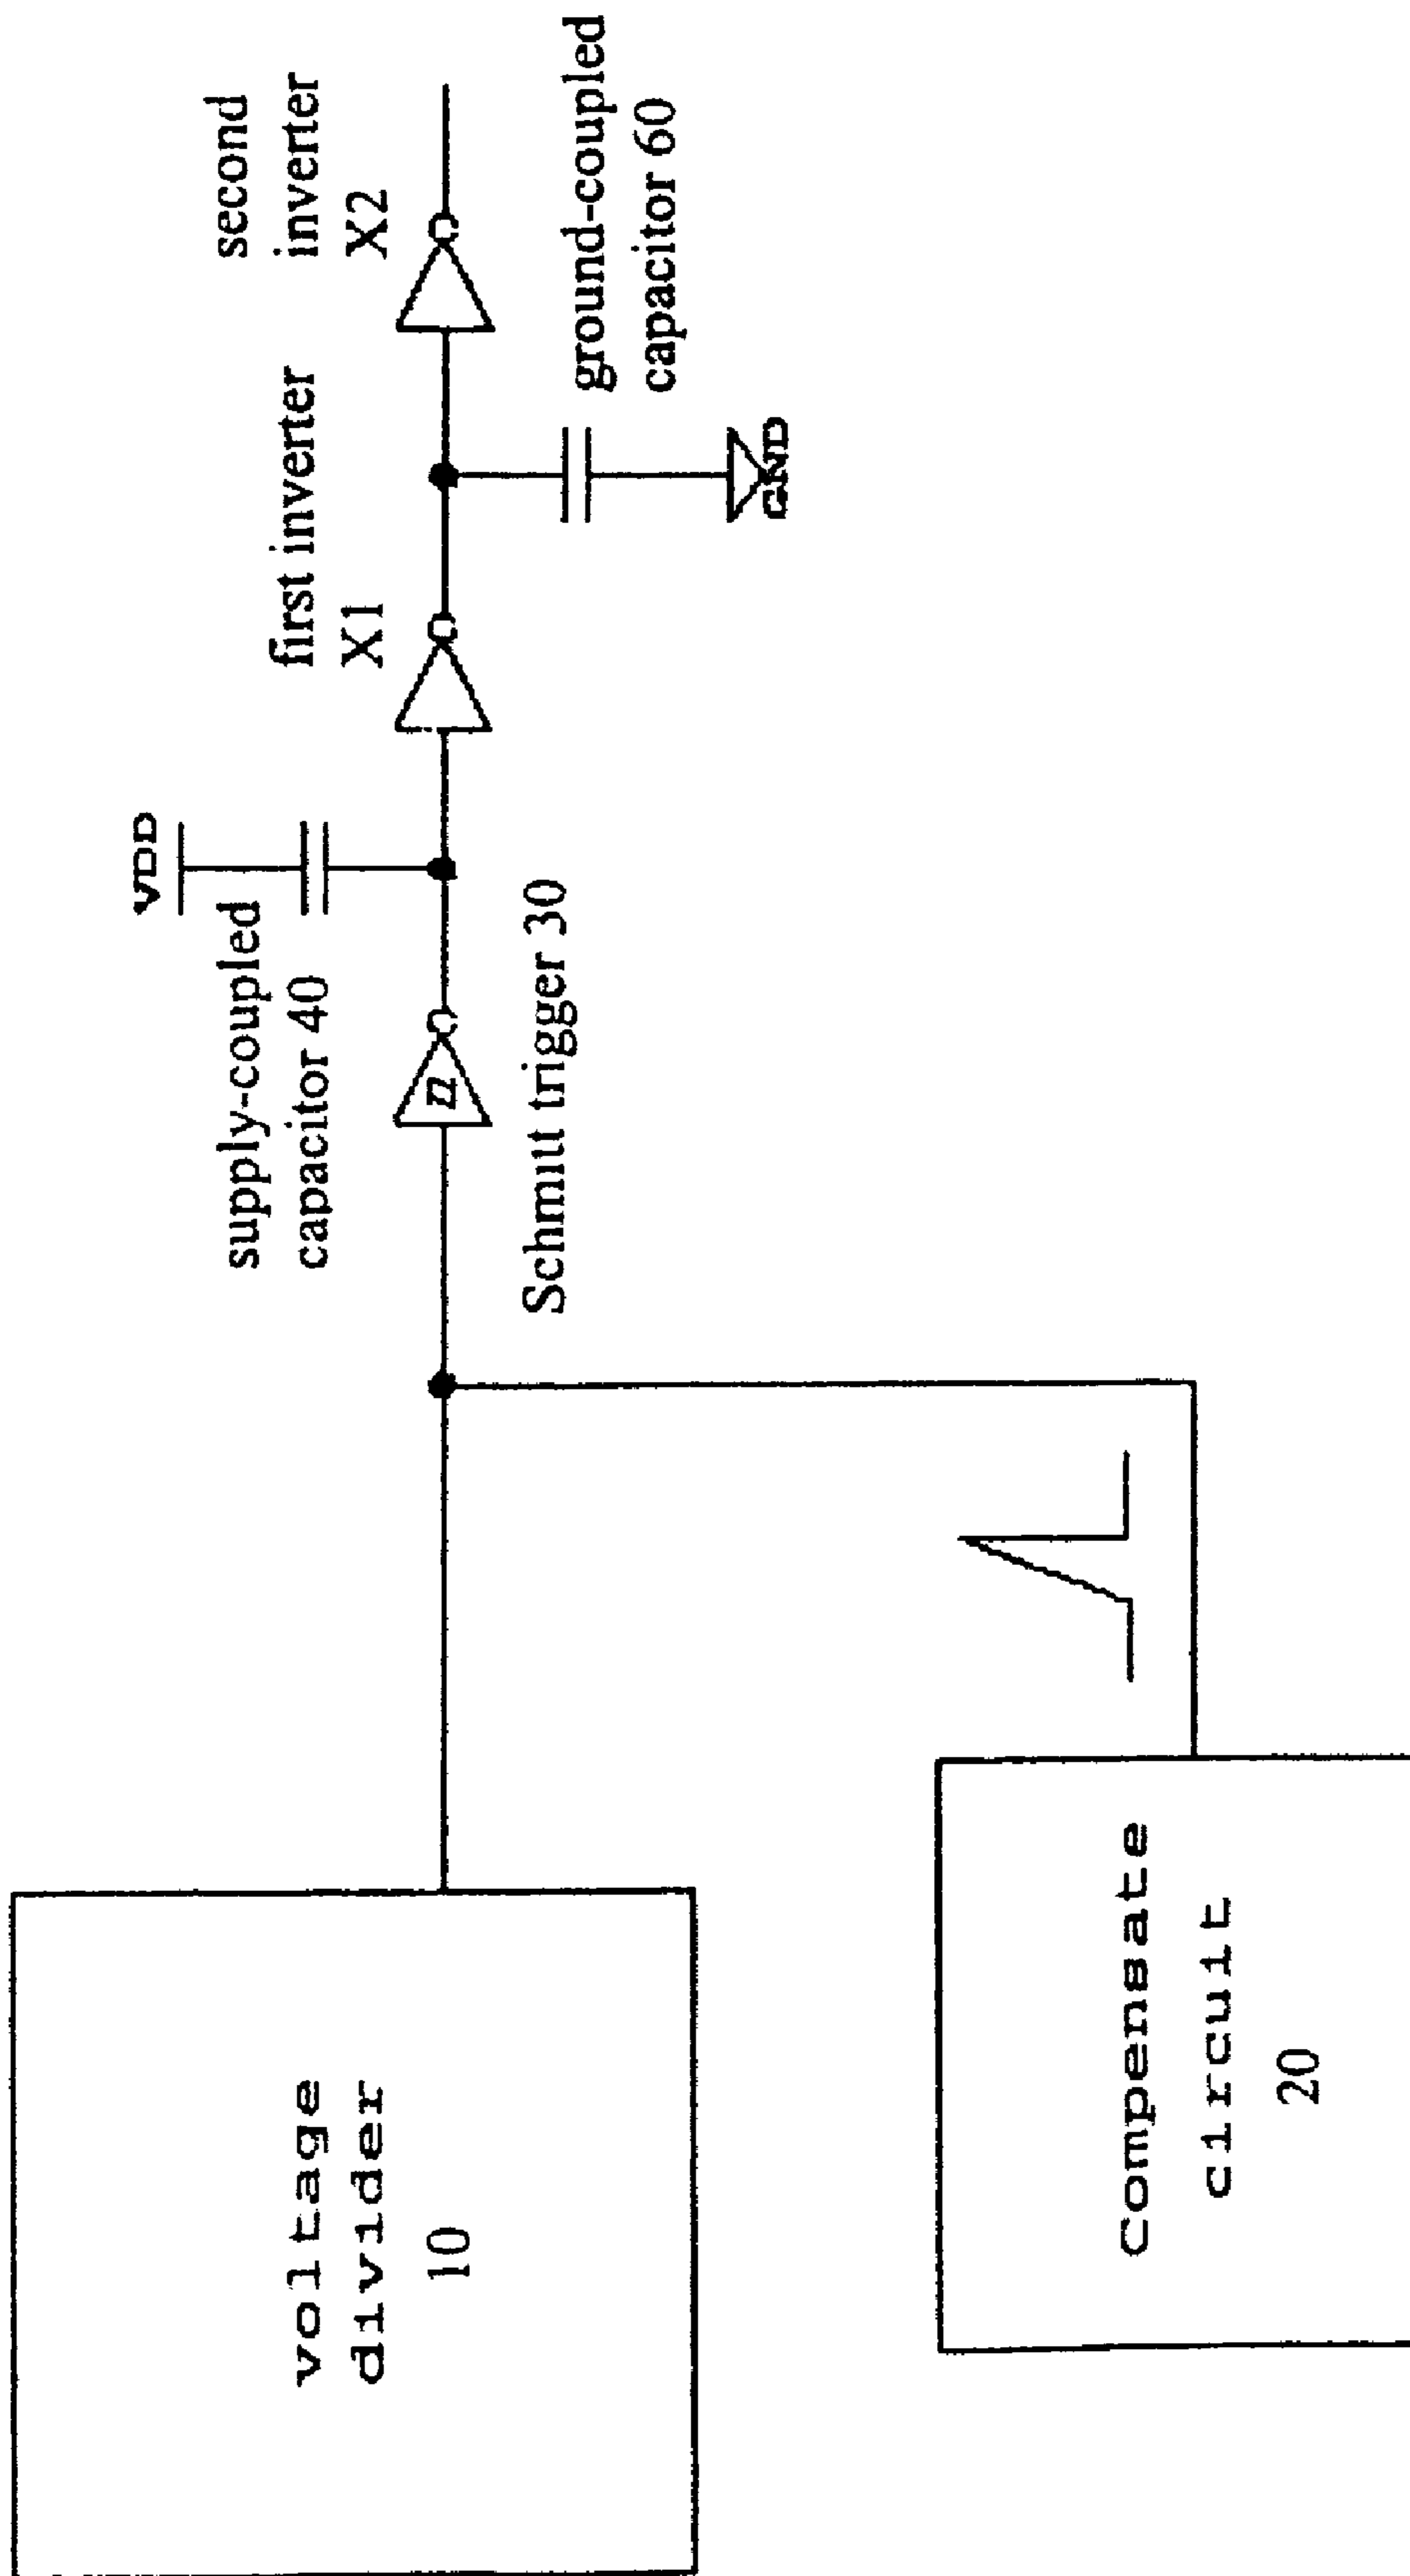 voltage
divider
10
Compensate
circuit
20
Schmitt trigger 30
VDD
supply-coupled
capacitor 40
first inverter
X1
GND
ground-coupled
capacitor 60
second
inverter
X2